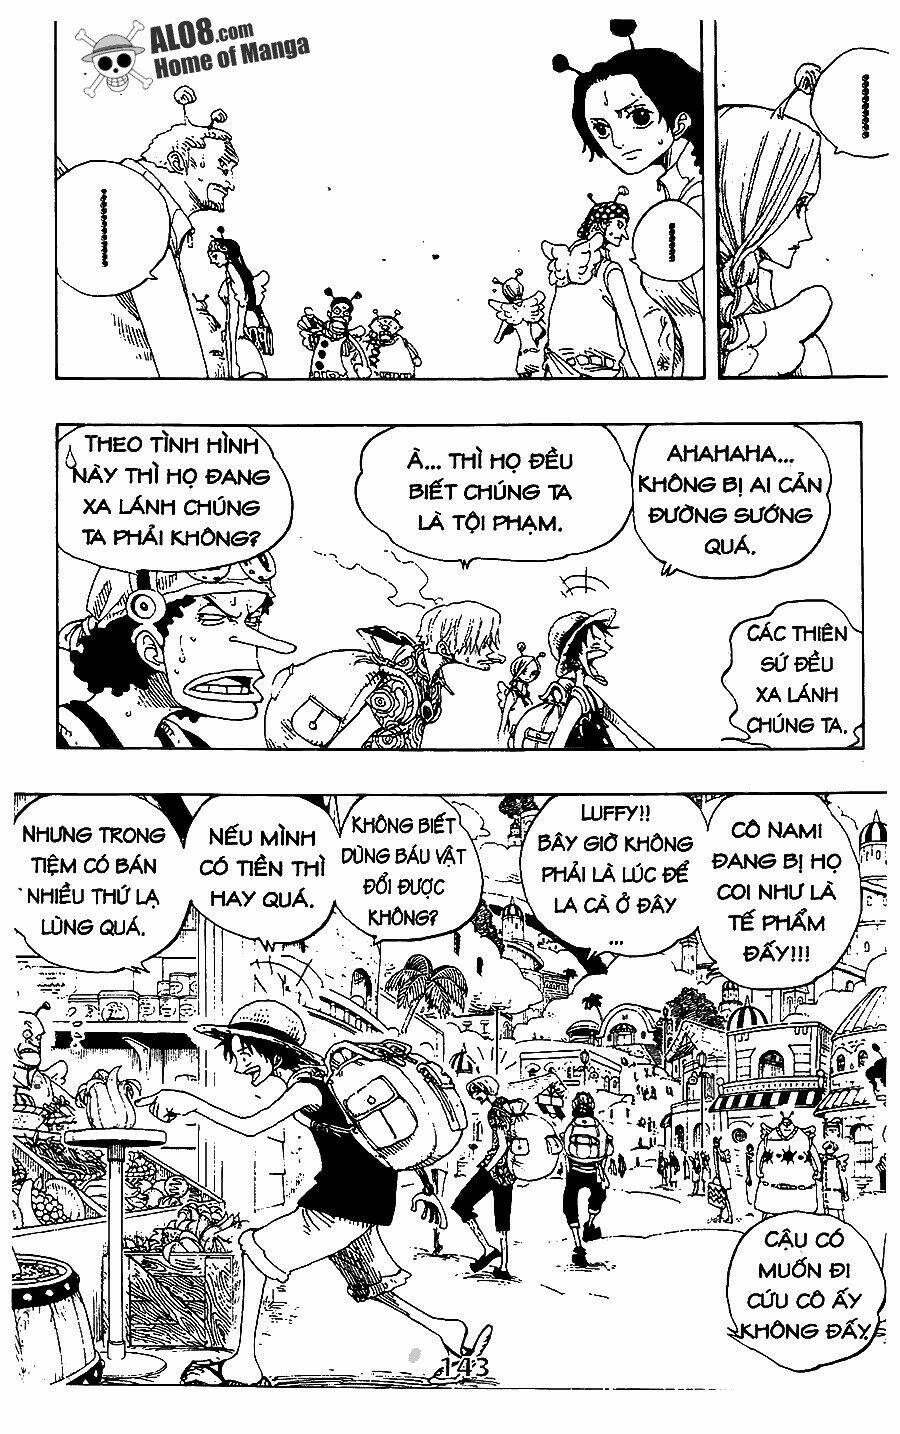 AL08.com
Home of Manga
..........
..........
......
AHAHAHA...
KHÔNG BỊ AI CẢN
ĐƯỜNG SƯỚNG
QUÁ.
À... THÌ HỌ ĐỀU
BIẾT CHÚNG TA
LÀ TỘI PHẠM.
THEO TÌNH HÌNH
NÀY THÌ HỌ ĐANG
XA LÁNH CHÚNG
TA PHẢI KHÔNG?
CÁC THIÊN
SỨ ĐỀU
XA LÁNH
CHÚNG TA.
CÔ NAMI
ĐANG BỊ HỌ
COI NHƯ LÀ
TẾ PHẨM
ĐẤY!!!
LUFFY!!
BÂY GIỜ KHÔNG
PHẢI LÀ LÚC ĐỂ
LA CÀ Ở ĐÂY
...
KHÔNG BIẾT
DÙNG BÁU VẬT
ĐỔI ĐƯỢC
KHÔNG?
NẾU MÌNH
CÓ TIỀN THÌ
HAY QUÁ.
NHƯNG TRONG
TIỆM CÓ BÁN
NHIỀU THỨ LẠ
LÙNG QUÁ.
CẬU CÓ
MUỐN ĐI
CỨU CÔ ẤY
KHÔNG ĐẤY.
143